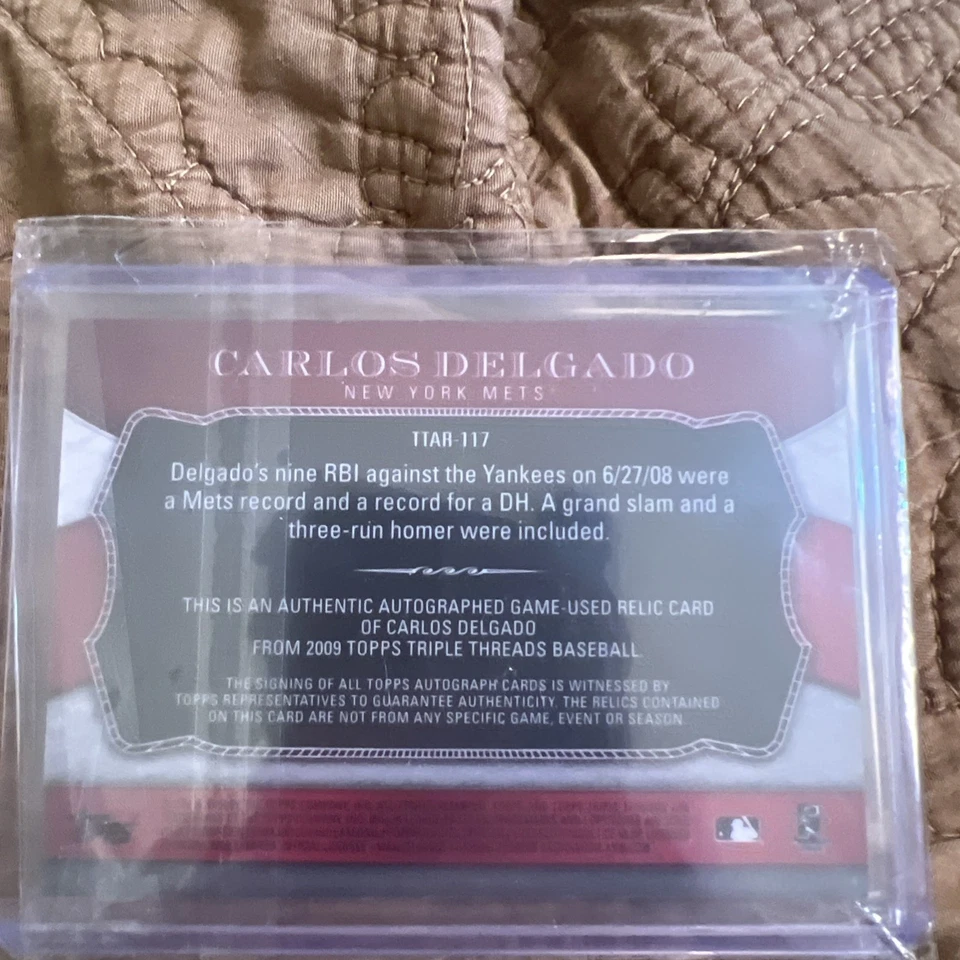 CARLOS DELGADO
NEW YORK METS
TTAR-117
Delgado's nine RBI against the Yankees on 6/27/08 were
a Mets record and a record for a DH. A grand slam and a
three-run homer were included.
THIS IS AN AUTHENTIC AUTOGRAPHED GAME-USED RELIC CARD
OF CARLOS DELGADO
FROM 2009 TOPPS TRIPLE THREADS BASEBALL.
THE SIGNING OF ALL TOPPS AUTOGRAPH CARDS IS WITNESSED BY
TOPPS REPRESENTATIVES TO GUARANTEE AUTHENTICITY. THE RELICS CONTAINED
ON THIS CARD ARE NOT FROM ANY SPECIFIC GAME, EVENT OR SEASON.